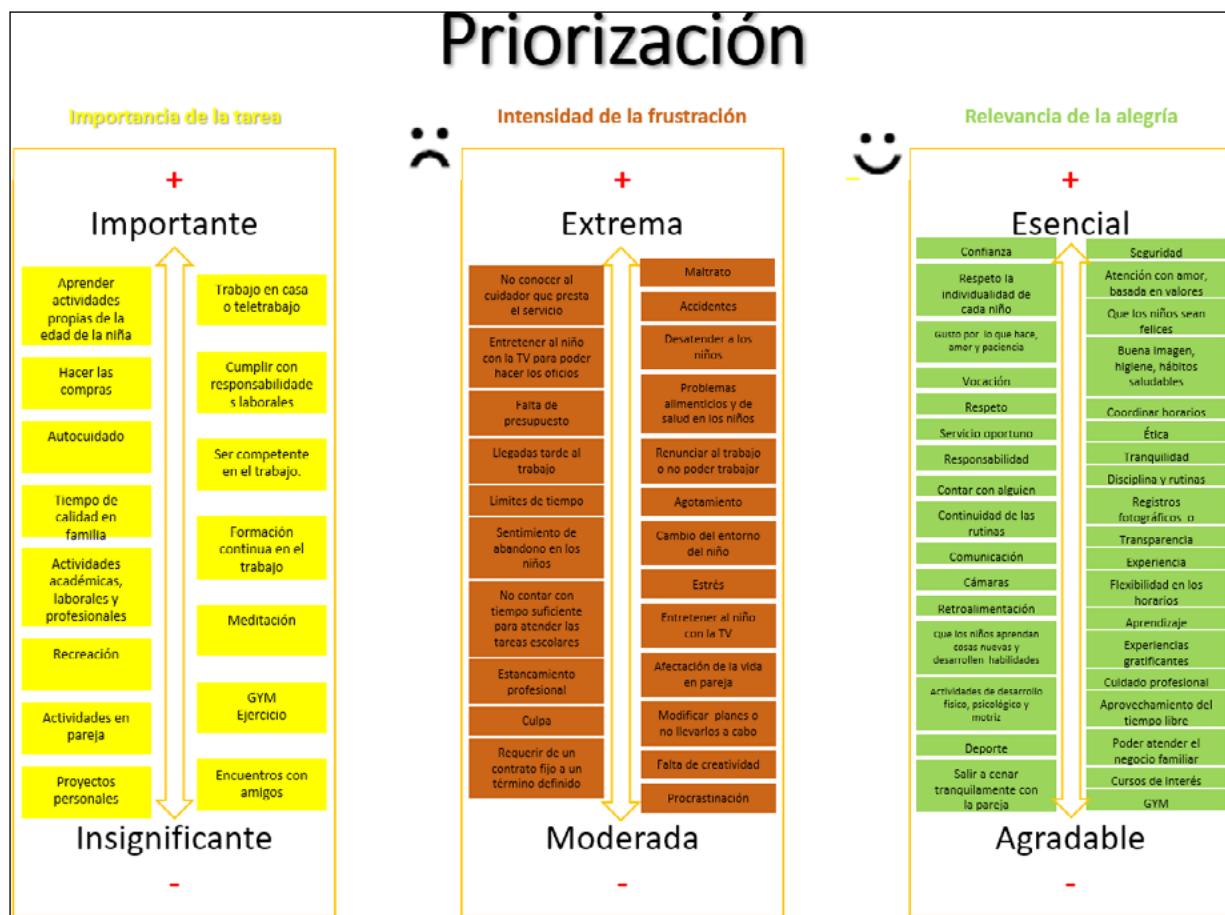 Priorización
Importancia de la tarea
+
Importante
Aprender
actividades
propias de la
edad de la niña
Hacer las
compras
Autocuidado
Tiempo de
calidad en
familia
Actividades
académicas,
laborales y
profesionales
Recreación
Actividades en
pareja
Proyectos
personales
Trabajo en casa
o teletrabajo
Cumplir con
responsabilidade
s laborales
Ser competente
en el trabajo.
Formación
continua en el
trabajo
Meditación
GYM
Ejercicio
Encuentros con
amigos
Insignificante
-
Intensidad de la frustración
+
Extrema
No conocer al
cuidador que presta
el servicio
Entretener al niño
con la TV para poder
hacer los oficios
Falta de
presupuesto
Llegadas tarde al
trabajo
Limites de tiempo
Sentimiento de
abandono en los
niños
No contar con
tiempo suficiente
para atender las
tareas escolares
Estancamiento
profesional
Culpa
Requerir de un
contrato fijo a un
término definido
Maltrato
Accidentes
Desatender a los
niños
Problemas
alimenticios y de
salud en los niños
Renunciar al trabajo
o no poder trabajar
Agotamiento
Cambio del entorno
del niño
Estrés
Entretener al niño
con la TV
Afectación de la vida
en pareja
Modificar planes o
no llevarlos a cabo
Falta de creatividad
Procrastinación
Moderada
-
Relevancia de la alegría
+
Esencial
Confianza
Respeto la
individualidad de
cada niño
Gusto por lo que hace,
amor y paciencia
Vocación
Respeto
Servicio oportuno
Responsabilidad
Contar con alguien
Continuidad de las
rutinas
Comunicación
Cámaras
Retroalimentación
Que los niños aprendan
cosas nuevas y
desarrollen habilidades
Actividades de desarrollo
físico, psicológico y
motriz
Deporte
Salir a cenar
tranquilamente con
la pareja
Seguridad
Atención con amor,
basada en valores
Que los niños sean
felices
Buena imagen,
higiene, hábitos
saludables
Coordinar horarios
Ética
Tranquilidad
Disciplina y rutinas
Registros
fotográficos o
Transparencia
Experiencia
Flexibilidad en los
horarios
Aprendizaje
Experiencias
gratificantes
Cuidado profesional
Aprovechamiento del
tiempo libre
Poder atender el
negocio familiar
Cursos de Interés
GYM
Agradable
-